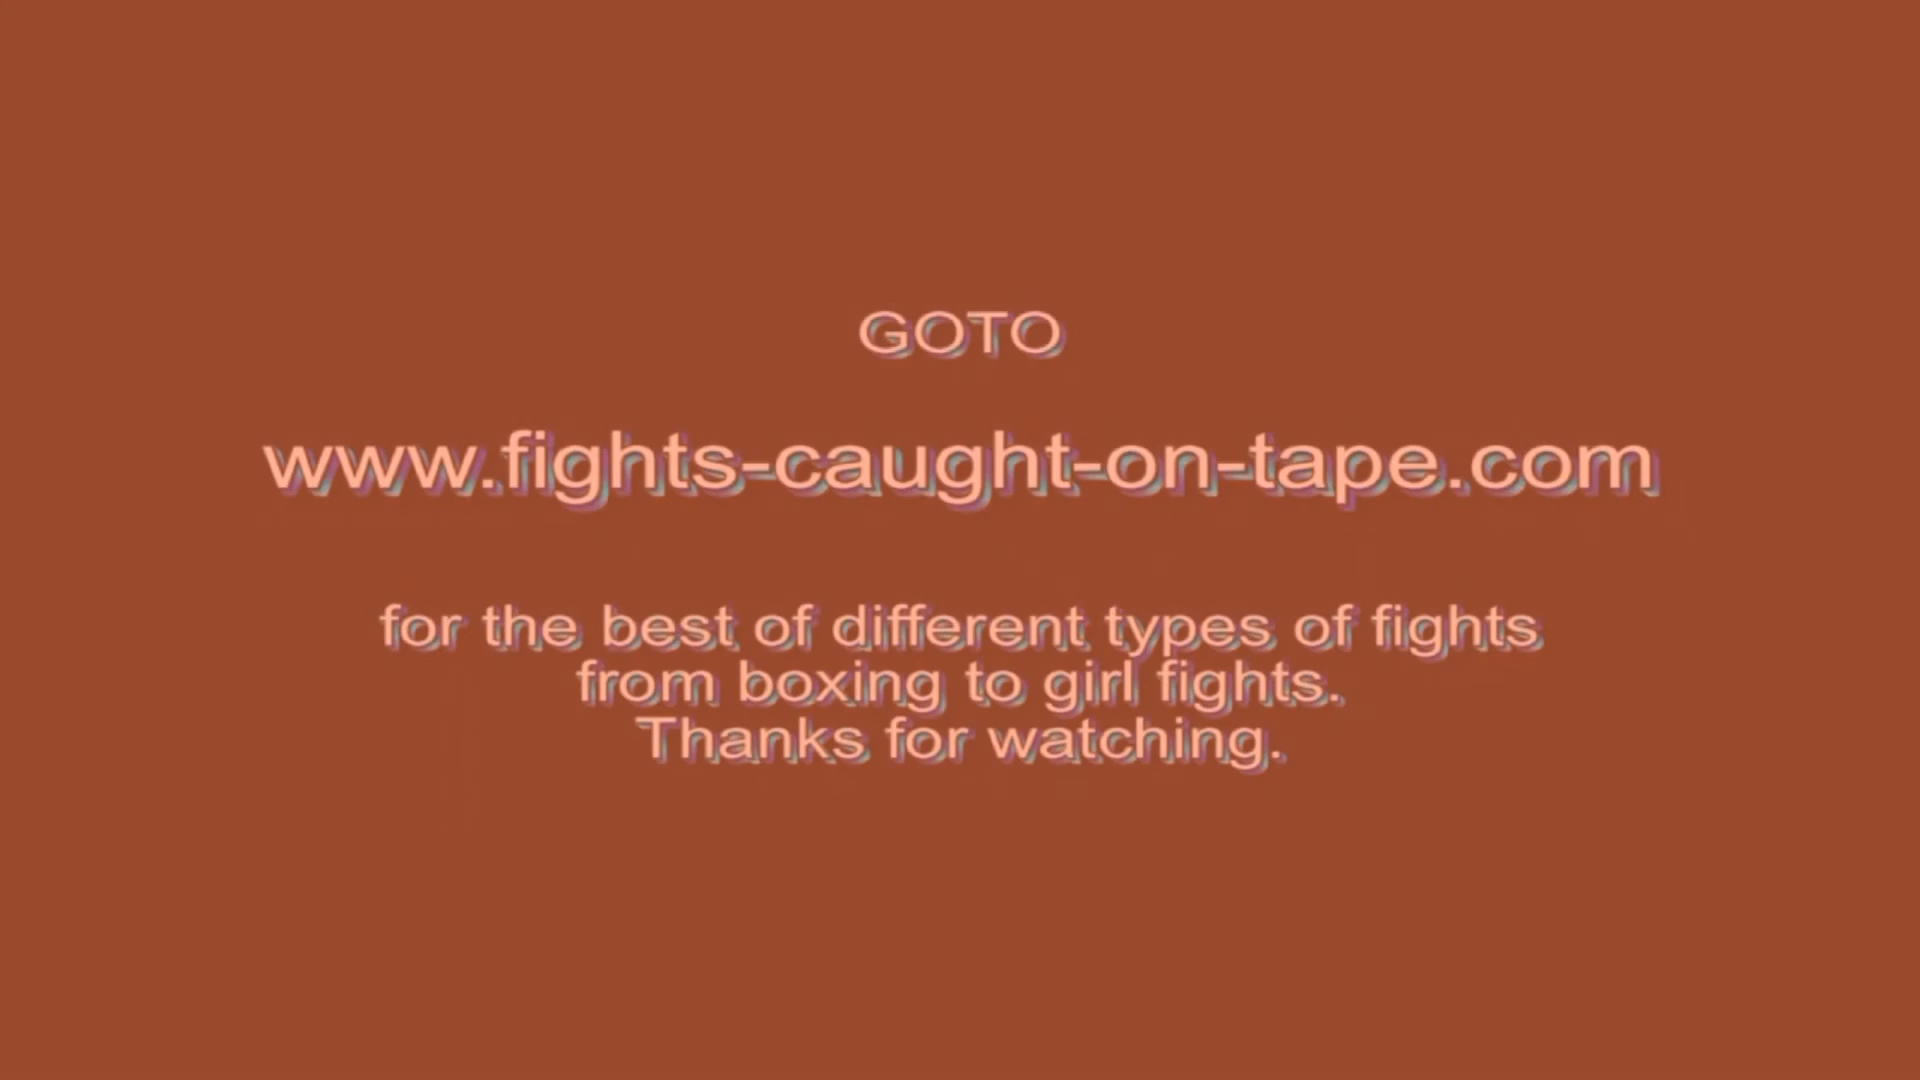 GOTO
www.fights-caught-on-tape.com
for the best of different types of fights
from boxing to girl fights.
Thanks for watching.